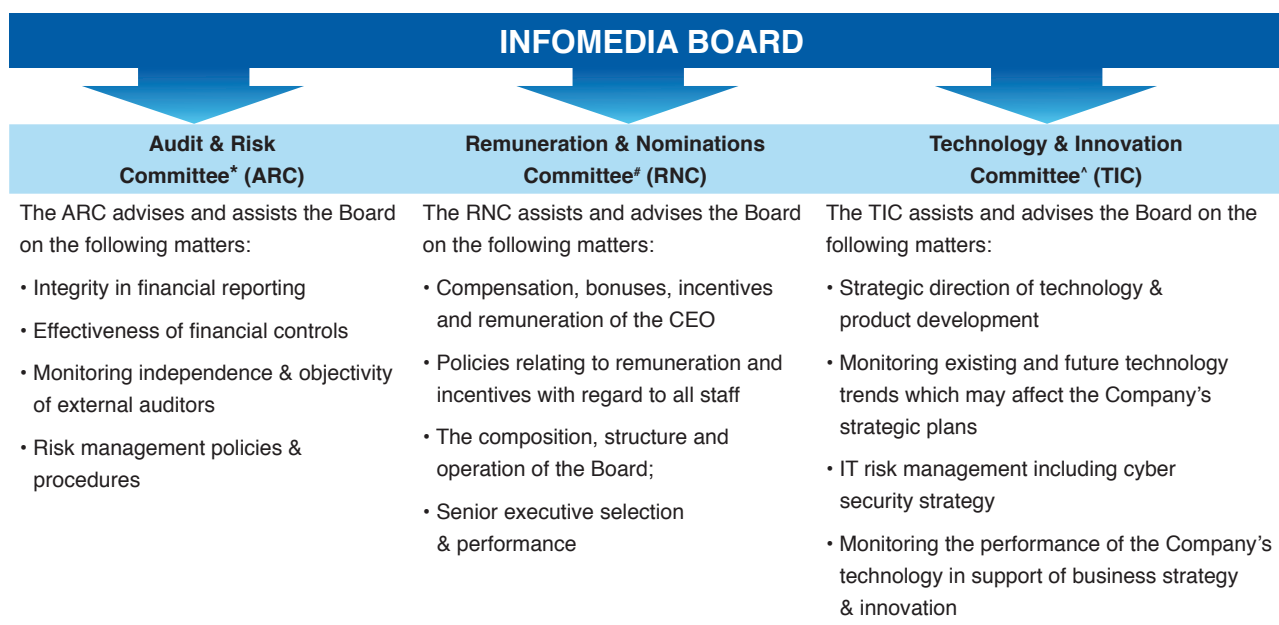 INFOMEDIA BOARD
Audit & Risk
Committee* (ARC)
The ARC advises and assists the Board
on the following matters:
• Integrity in financial reporting
• Effectiveness of financial controls
• Monitoring independence & objectivity
of external auditors
• Risk management policies &
procedures
Remuneration & Nominations
Committee# (RNC)
The RNC assists and advises the Board
on the following matters:
• Compensation, bonuses, incentives
and remuneration of the CEO
• Policies relating to remuneration and
incentives with regard to all staff
• The composition, structure and
operation of the Board;
• Senior executive selection
& performance
Technology & Innovation
Committee^ (TIC)
The TIC assists and advises the Board on the
following matters:
• Strategic direction of technology &
product development
• Monitoring existing and future technology
trends which may affect the Company's
strategic plans
• IT risk management including cyber
security strategy
• Monitoring the performance of the Company's
technology in support of business strategy
& innovation